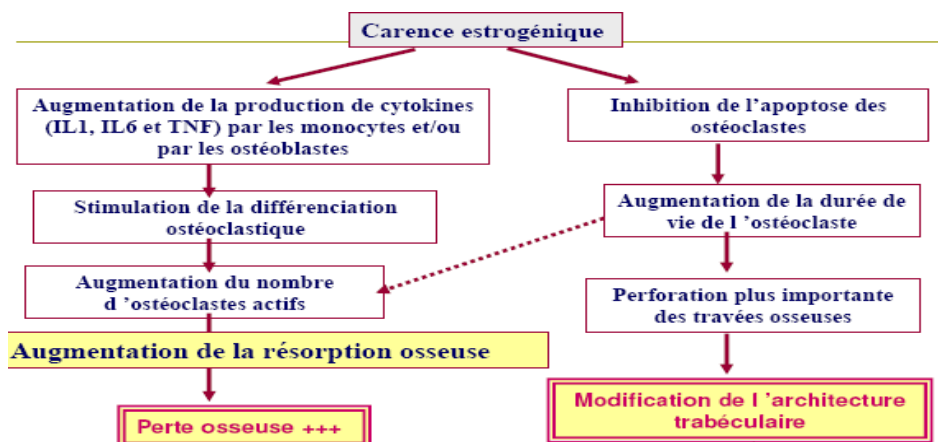 Carence estrogénique
Augmentation de la production de cytokines
(IL1, IL6 et TNF) par les monocytes et/ou
par les ostéoblastes
Stimulation de la différenciation
ostéoclastique
Augmentation du nombre
d ’ostéoclastes actifs
Augmentation de la résorption osseuse
Perte osseuse +++
Inhibition de l’apoptose des
ostéoclastes
Augmentation de la durée de
vie de l ’ostéoclaste
Perforation plus importante
des travées osseuses
Modification de l ’architecture
trabéculaire